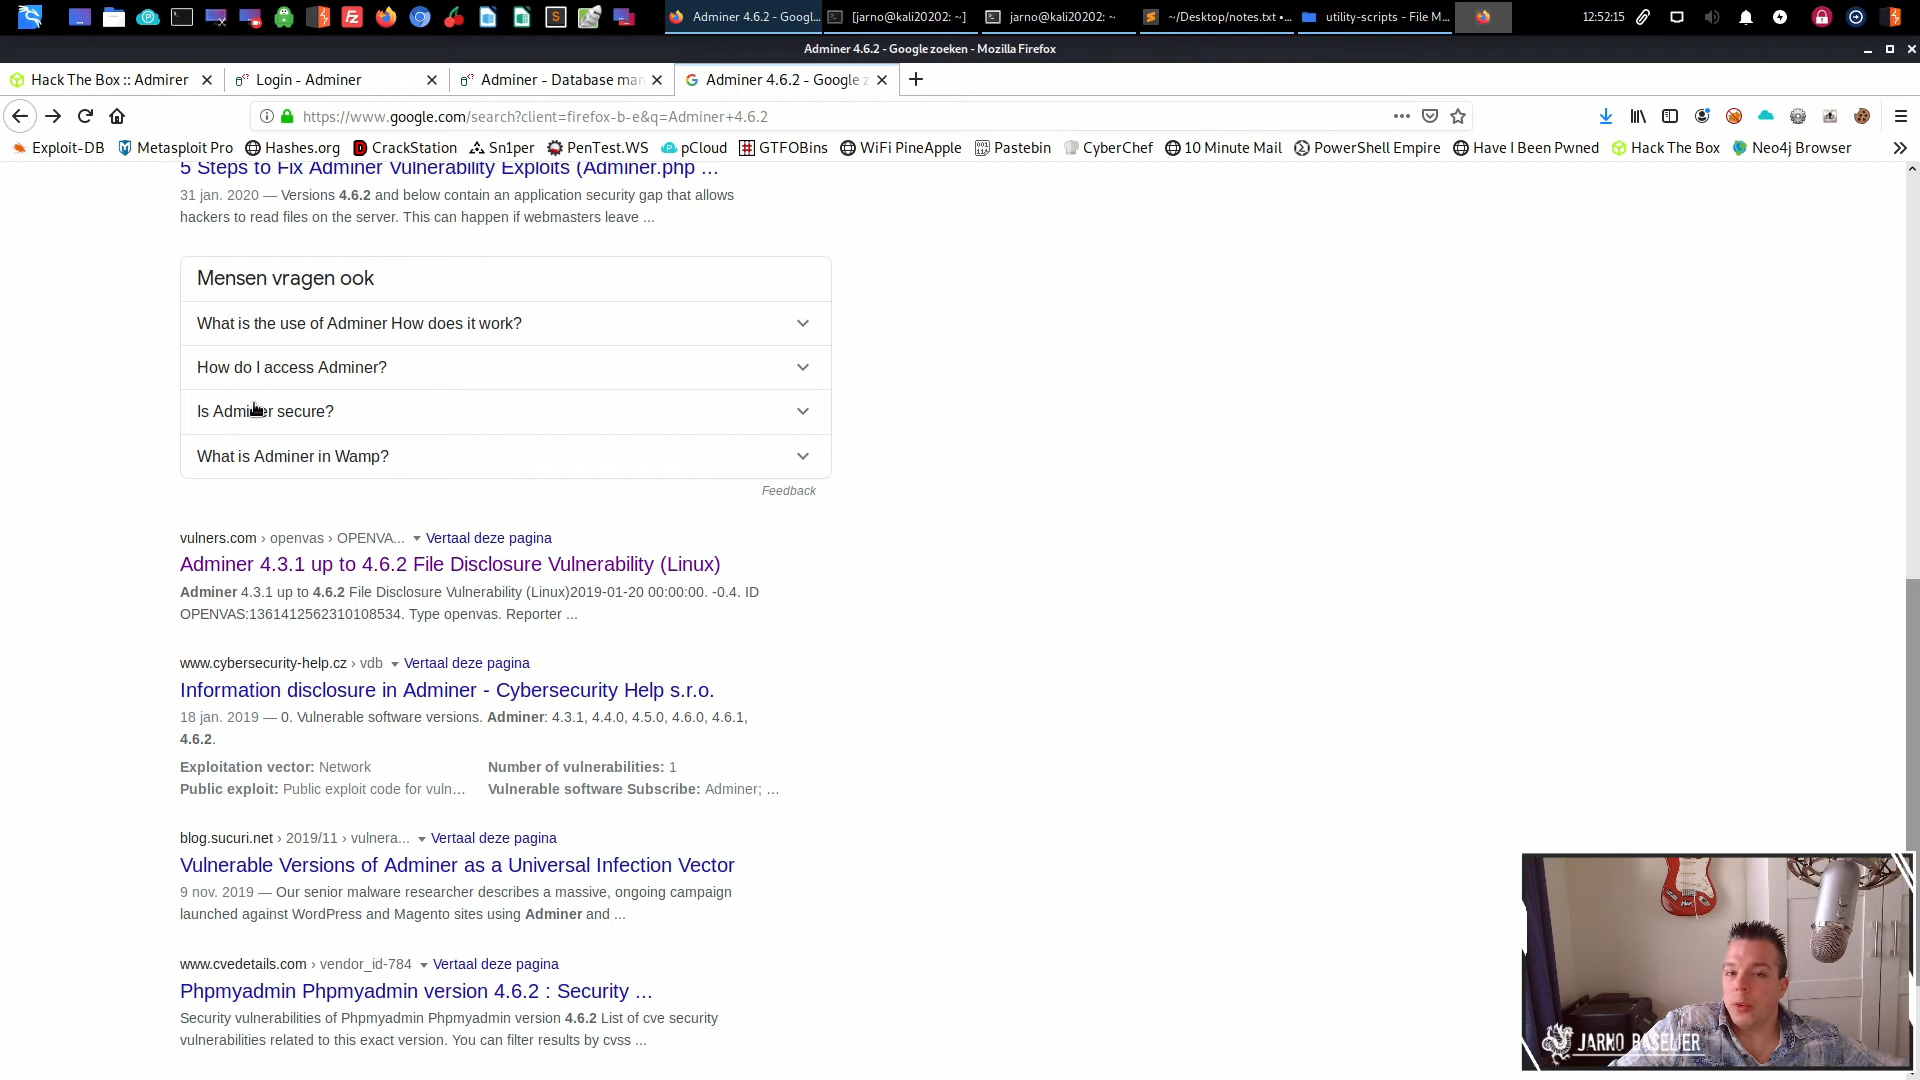 Adminer 4.6.2 - Googl...
[jarno@kali20202: ~]
jarno@kali20202: ~
~/Desktop/notes.txt •...
utility-scripts - File M...
12:52:15
Adminer 4.6.2 - Google zoeken - Mozilla Firefox
Hack The Box :: Admirer
Login - Adminer
Adminer - Database man
Adminer 4.6.2 - Google z
https://www.google.com/search?client=firefox-b-e&q=Adminer+4.6.2
Exploit-DB
Metasploit Pro
Hashes.org
CrackStation
Sn1per
PenTest.WS
pCloud
GTFOBins
WiFi PineApple
Pastebin
CyberChef
10 Minute Mail
PowerShell Empire
Have I Been Pwned
Hack The Box
Neo4j Browser
5 Steps to Fix Adminer Vulnerability Exploits (Adminer.php ...
31 jan. 2020 — Versions 4.6.2 and below contain an application security gap that allows
hackers to read files on the server. This can happen if webmasters leave ...
Mensen vragen ook
What is the use of Adminer How does it work?
How do I access Adminer?
Is Adminer secure?
What is Adminer in Wamp?
Feedback
vulners.com › openvas › OPENVA... Vertaal deze pagina
Adminer 4.3.1 up to 4.6.2 File Disclosure Vulnerability (Linux)
Adminer 4.3.1 up to 4.6.2 File Disclosure Vulnerability (Linux)2019-01-20 00:00:00. -0.4. ID
OPENVAS:1361412562310108534. Type openvas. Reporter ...
www.cybersecurity-help.cz › vdb Vertaal deze pagina
Information disclosure in Adminer - Cybersecurity Help s.r.o.
18 jan. 2019 — 0. Vulnerable software versions. Adminer: 4.3.1, 4.4.0, 4.5.0, 4.6.0, 4.6.1,
4.6.2.
Exploitation vector: Network
Number of vulnerabilities: 1
Public exploit: Public exploit code for vuln...
Vulnerable software Subscribe: Adminer; ...
blog.sucuri.net › 2019/11 › vulnera... Vertaal deze pagina
Vulnerable Versions of Adminer as a Universal Infection Vector
9 nov. 2019 — Our senior malware researcher describes a massive, ongoing campaign
launched against WordPress and Magento sites using Adminer and ...
www.cvedetails.com › vendor_id-784 Vertaal deze pagina
Phpmyadmin Phpmyadmin version 4.6.2 : Security ...
Security vulnerabilities of Phpmyadmin Phpmyadmin version 4.6.2 List of cve security
vulnerabilities related to this exact version. You can filter results by cvss ...
JARNO BASELIER